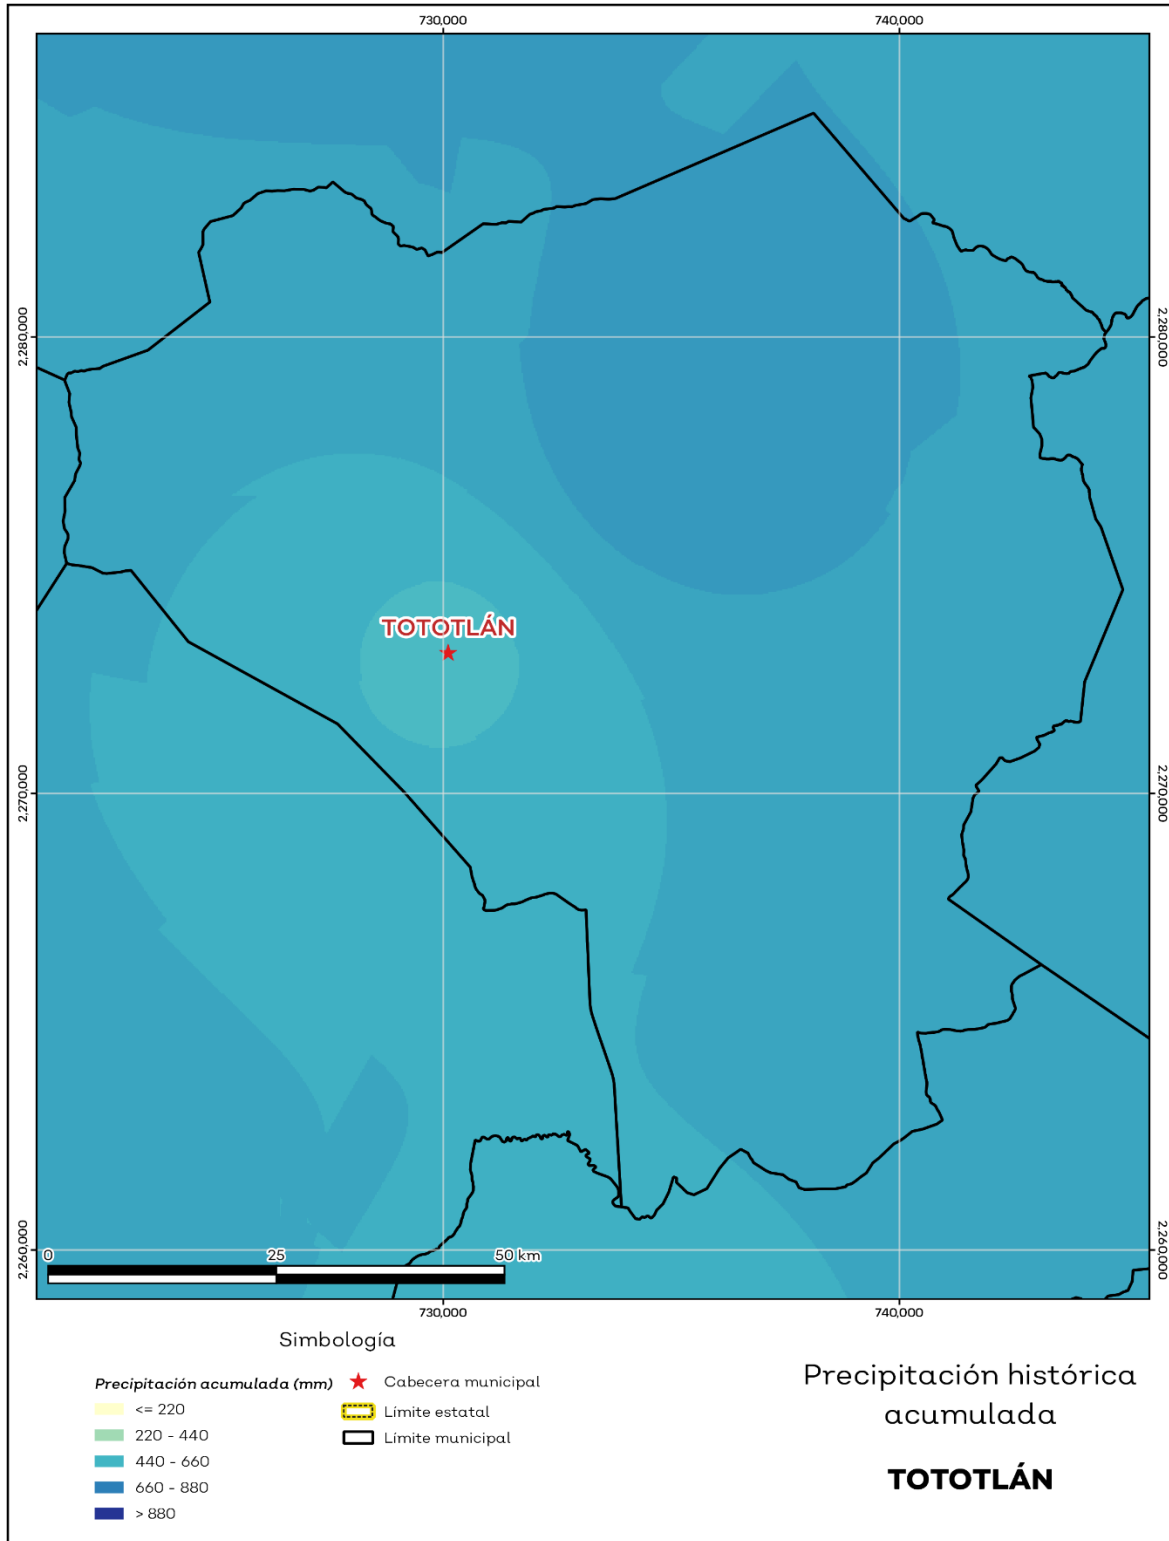 730,000
740,000
2,280,000
2,280,000
TOTOTLÁN
2,270,000
2,270,000
2,260,000
2,260,000
0
25
50 km
730,000
740,000
Simbología
Precipitación acumulada (mm)
<= 220
220 - 440
440 - 660
660 - 880
> 880
Cabecera municipal
Límite estatal
Límite municipal
Precipitación histórica
acumulada
TOTOTLÁN